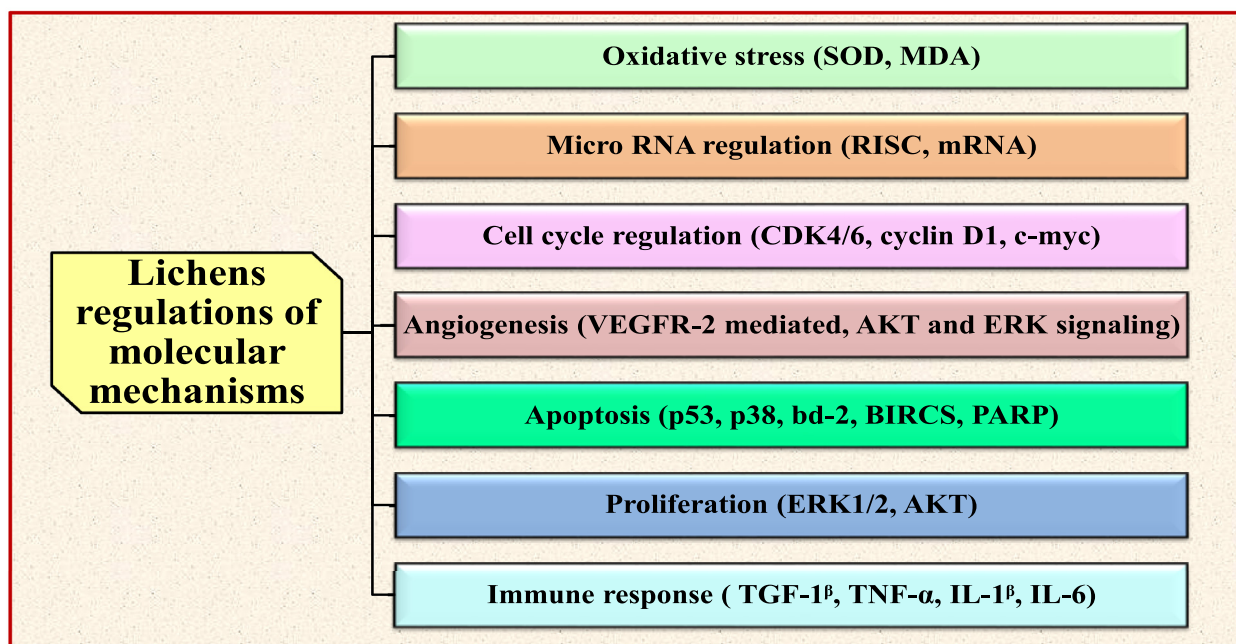 Oxidative stress (SOD, MDA)
Micro RNA regulation (RISC, mRNA)
Cell cycle regulation (CDK4/6, cyclin D1, c-myc)
Lichens
regulations of
molecular
mechanisms
Angiogenesis (VEGFR-2 mediated, AKT and ERK signaling)
Apoptosis (p53, p38, bd-2, BIRCS, PARP)
Proliferation (ERK1/2, AKT)
Immune response ( TGF-1ᵝ, TNF-α, IL-1ᵝ, IL-6)